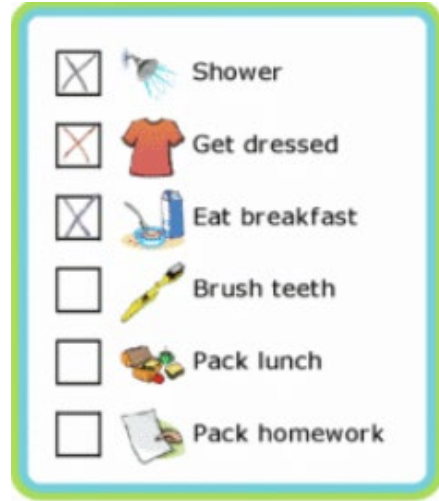 Shower
Get dressed
Eat breakfast
Brush teeth
Pack lunch
Pack homework